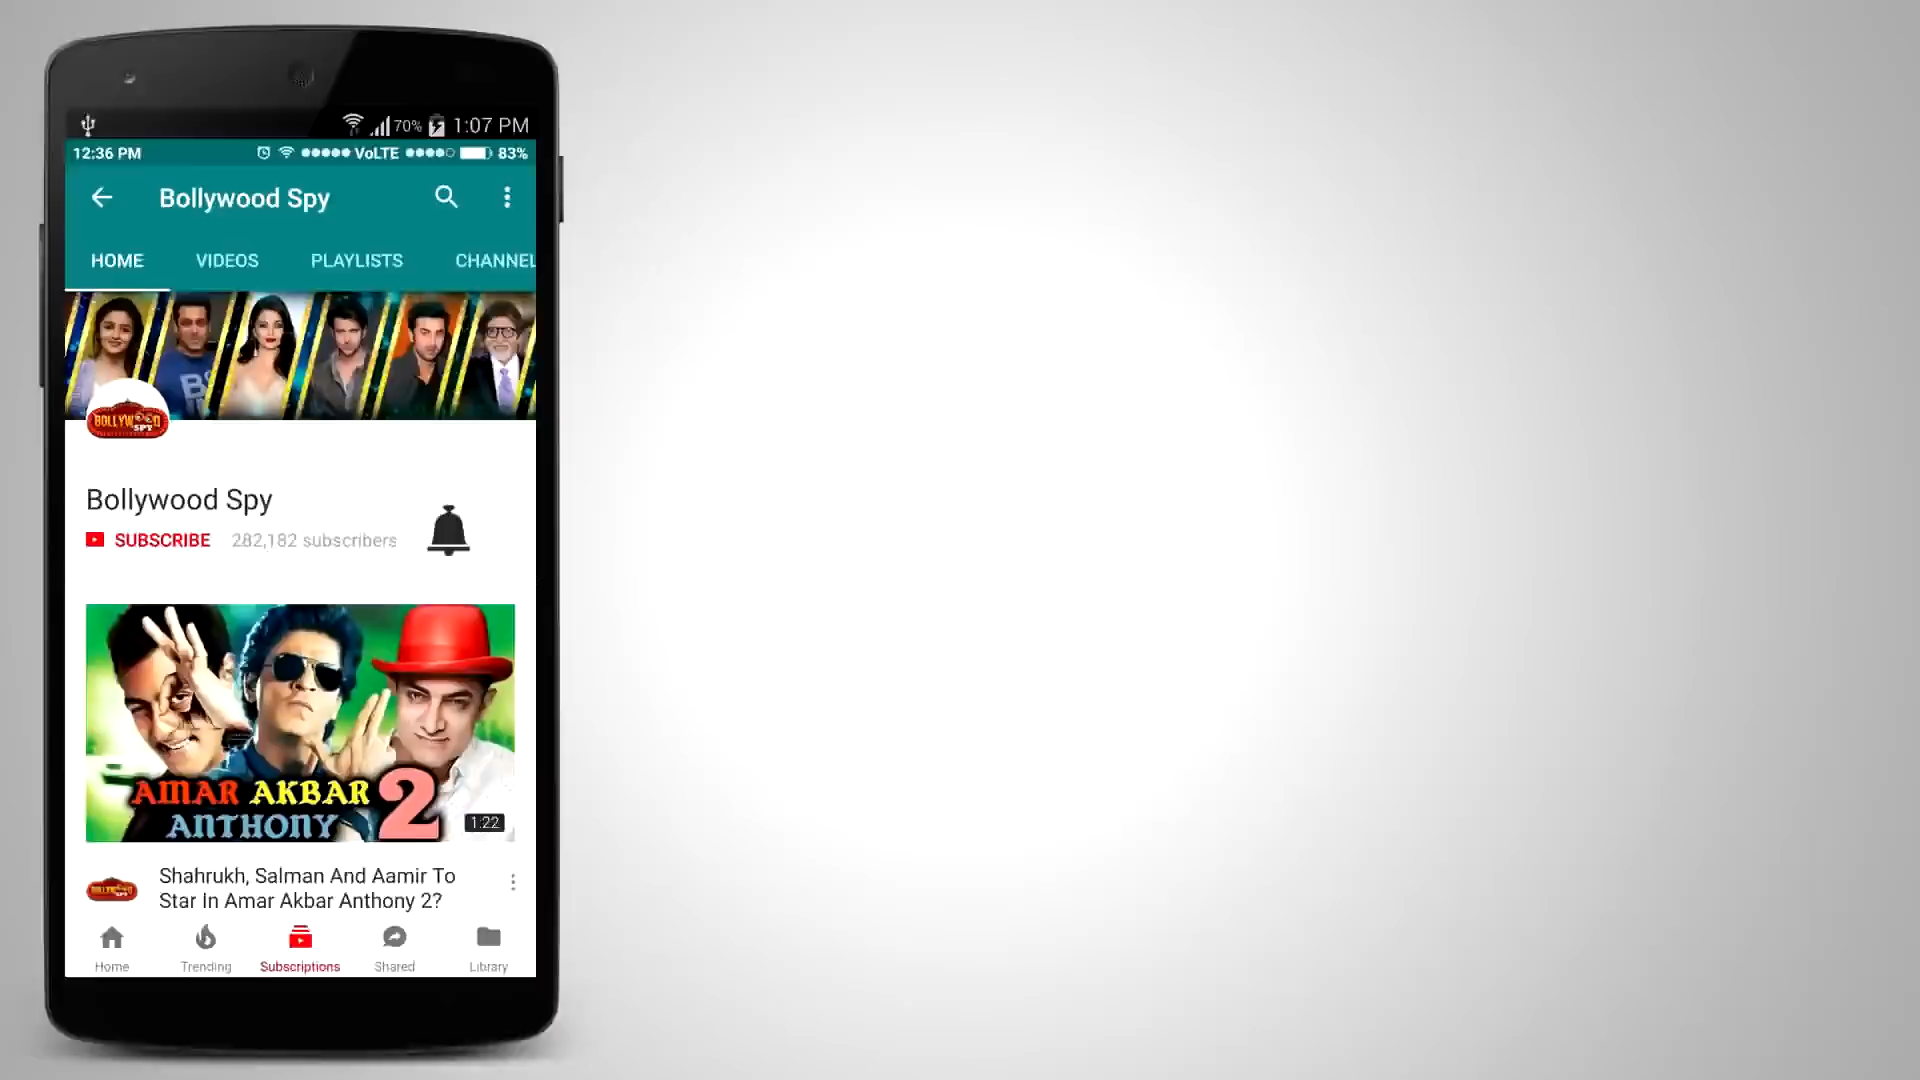 70% 1:07 PM
12:36 PM VoLTE 83%
Bollywood Spy
HOME VIDEOS PLAYLISTS CHANNEL
BOLLYWOOD
SPY
Bollywood Spy
SUBSCRIBE 282,182 subscribers
AMAR AKBAR 2
ANTHONY
1:22
Shahrukh, Salman And Aamir To
Star In Amar Akbar Anthony 2?
Home Trending Subscriptions Shared Library